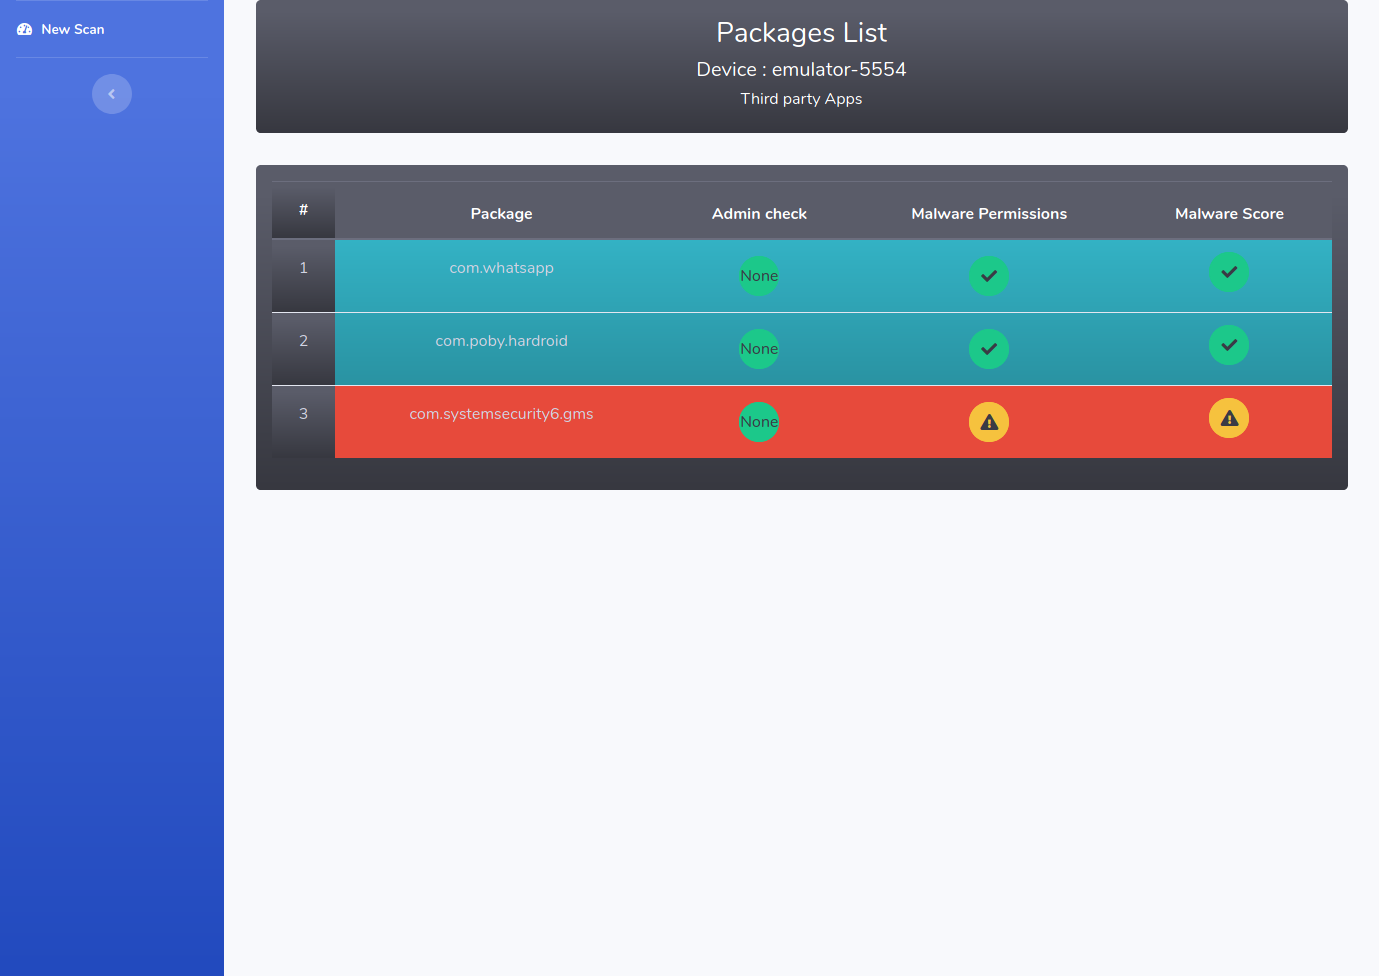 New Scan
Packages List
Device : emulator-5554
Third party Apps
# Package Admin check Malware Permissions Malware Score
1 com.whatsapp None
2 com.poby.hardroid None
3 com.systemsecurity6.gms None